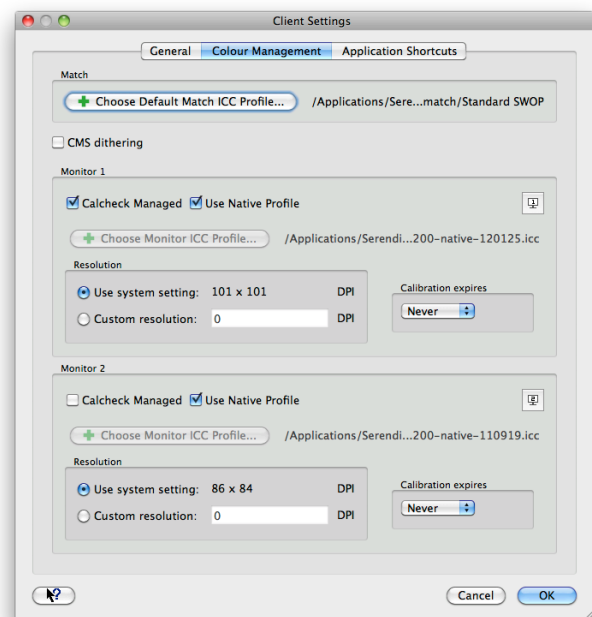 Client Settings
General Colour Management Application Shortcuts
Match
Choose Default Match ICC Profile... /Applications/Sere...match/Standard SWOP
CMS dithering
Monitor 1
Calcheck Managed Use Native Profile
1
Choose Monitor ICC Profile... /Applications/Serendi...200-native-120125.icc
Resolution
Use system setting: 101 x 101 DPI
Custom resolution: 0 DPI
Calibration expires
Never
Monitor 2
Calcheck Managed Use Native Profile
2
Choose Monitor ICC Profile... /Applications/Serendi...200-native-110919.icc
Resolution
Use system setting: 86 x 84 DPI
Custom resolution: 0 DPI
Calibration expires
Never
?
Cancel OK